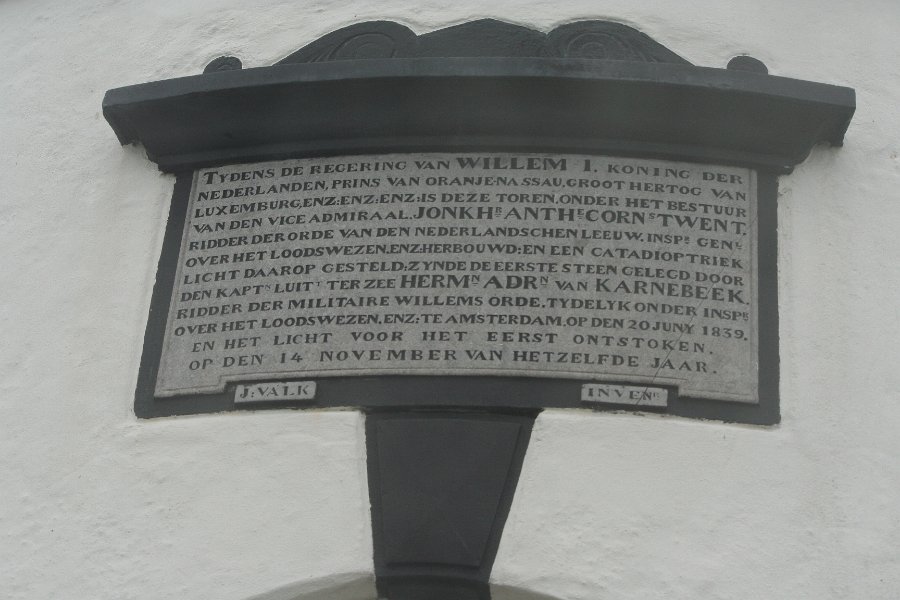 TYDENS DE REGERING VAN WILLEM I. KONING DER
NEDERLANDEN, PRINS VAN ORANJE-NASSAU, GROOT HERTOG VAN
LUXEMBURG, ENZ: ENZ: ENZ: IS DEZE TOREN, ONDER HET BESTUUR
VAN DEN VICE ADMIRAAL, JONKHR ANTHE CORNS TWENT,
RIDDER DER ORDE VAN DEN NEDERLANDSCHEN LEEUW. INSPR GENL
OVER HET LOODSWEZEN, ENZ: HERBOUWD: EN EEN CATADIOPTRIEK
LICHT DAAROP GESTELD: ZYNDE DE EERSTE STEEN GELEGD DOOR
DEN KAPTN LUITT TER ZEE HERMN ADRN VAN KARNEBEEK.
RIDDER DER MILITAIRE WILLEMS ORDE. TYDELYK ONDER INSPR
OVER HET LOODSWEZEN, ENZ: TE AMSTERDAM. OP DEN 20 JUNY 1839.
EN HET LICHT VOOR HET EERST ONTSTOKEN.
OP DEN 14 NOVEMBER VAN HETZELFDE JAAR.
J: VALK INVENR